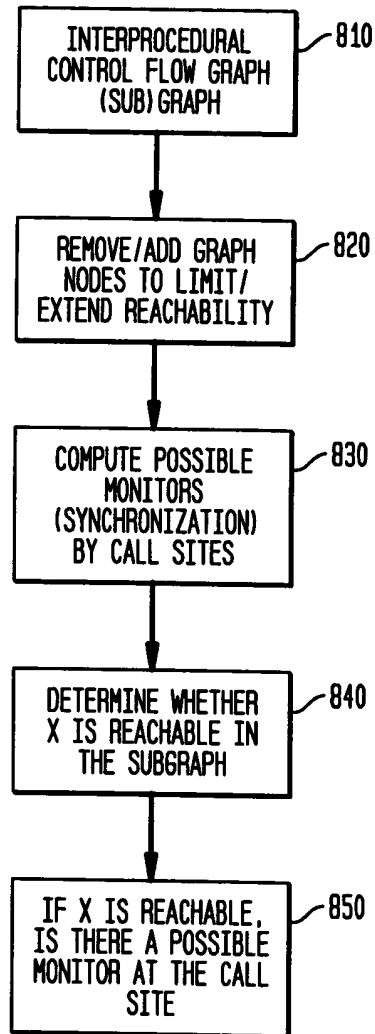 INTERPROCEDURAL
CONTROL FLOW GRAPH
(SUB)GRAPH
810
REMOVE/ADD GRAPH
NODES TO LIMIT/
EXTEND REACHABILITY
820
COMPUTE POSSIBLE
MONITORS
(SYNCHRONIZATION)
BY CALL SITES
830
DETERMINE WHETHER
X IS REACHABLE IN
THE SUBGRAPH
840
IF X IS REACHABLE,
IS THERE A POSSIBLE
MONITOR AT THE CALL
SITE
850